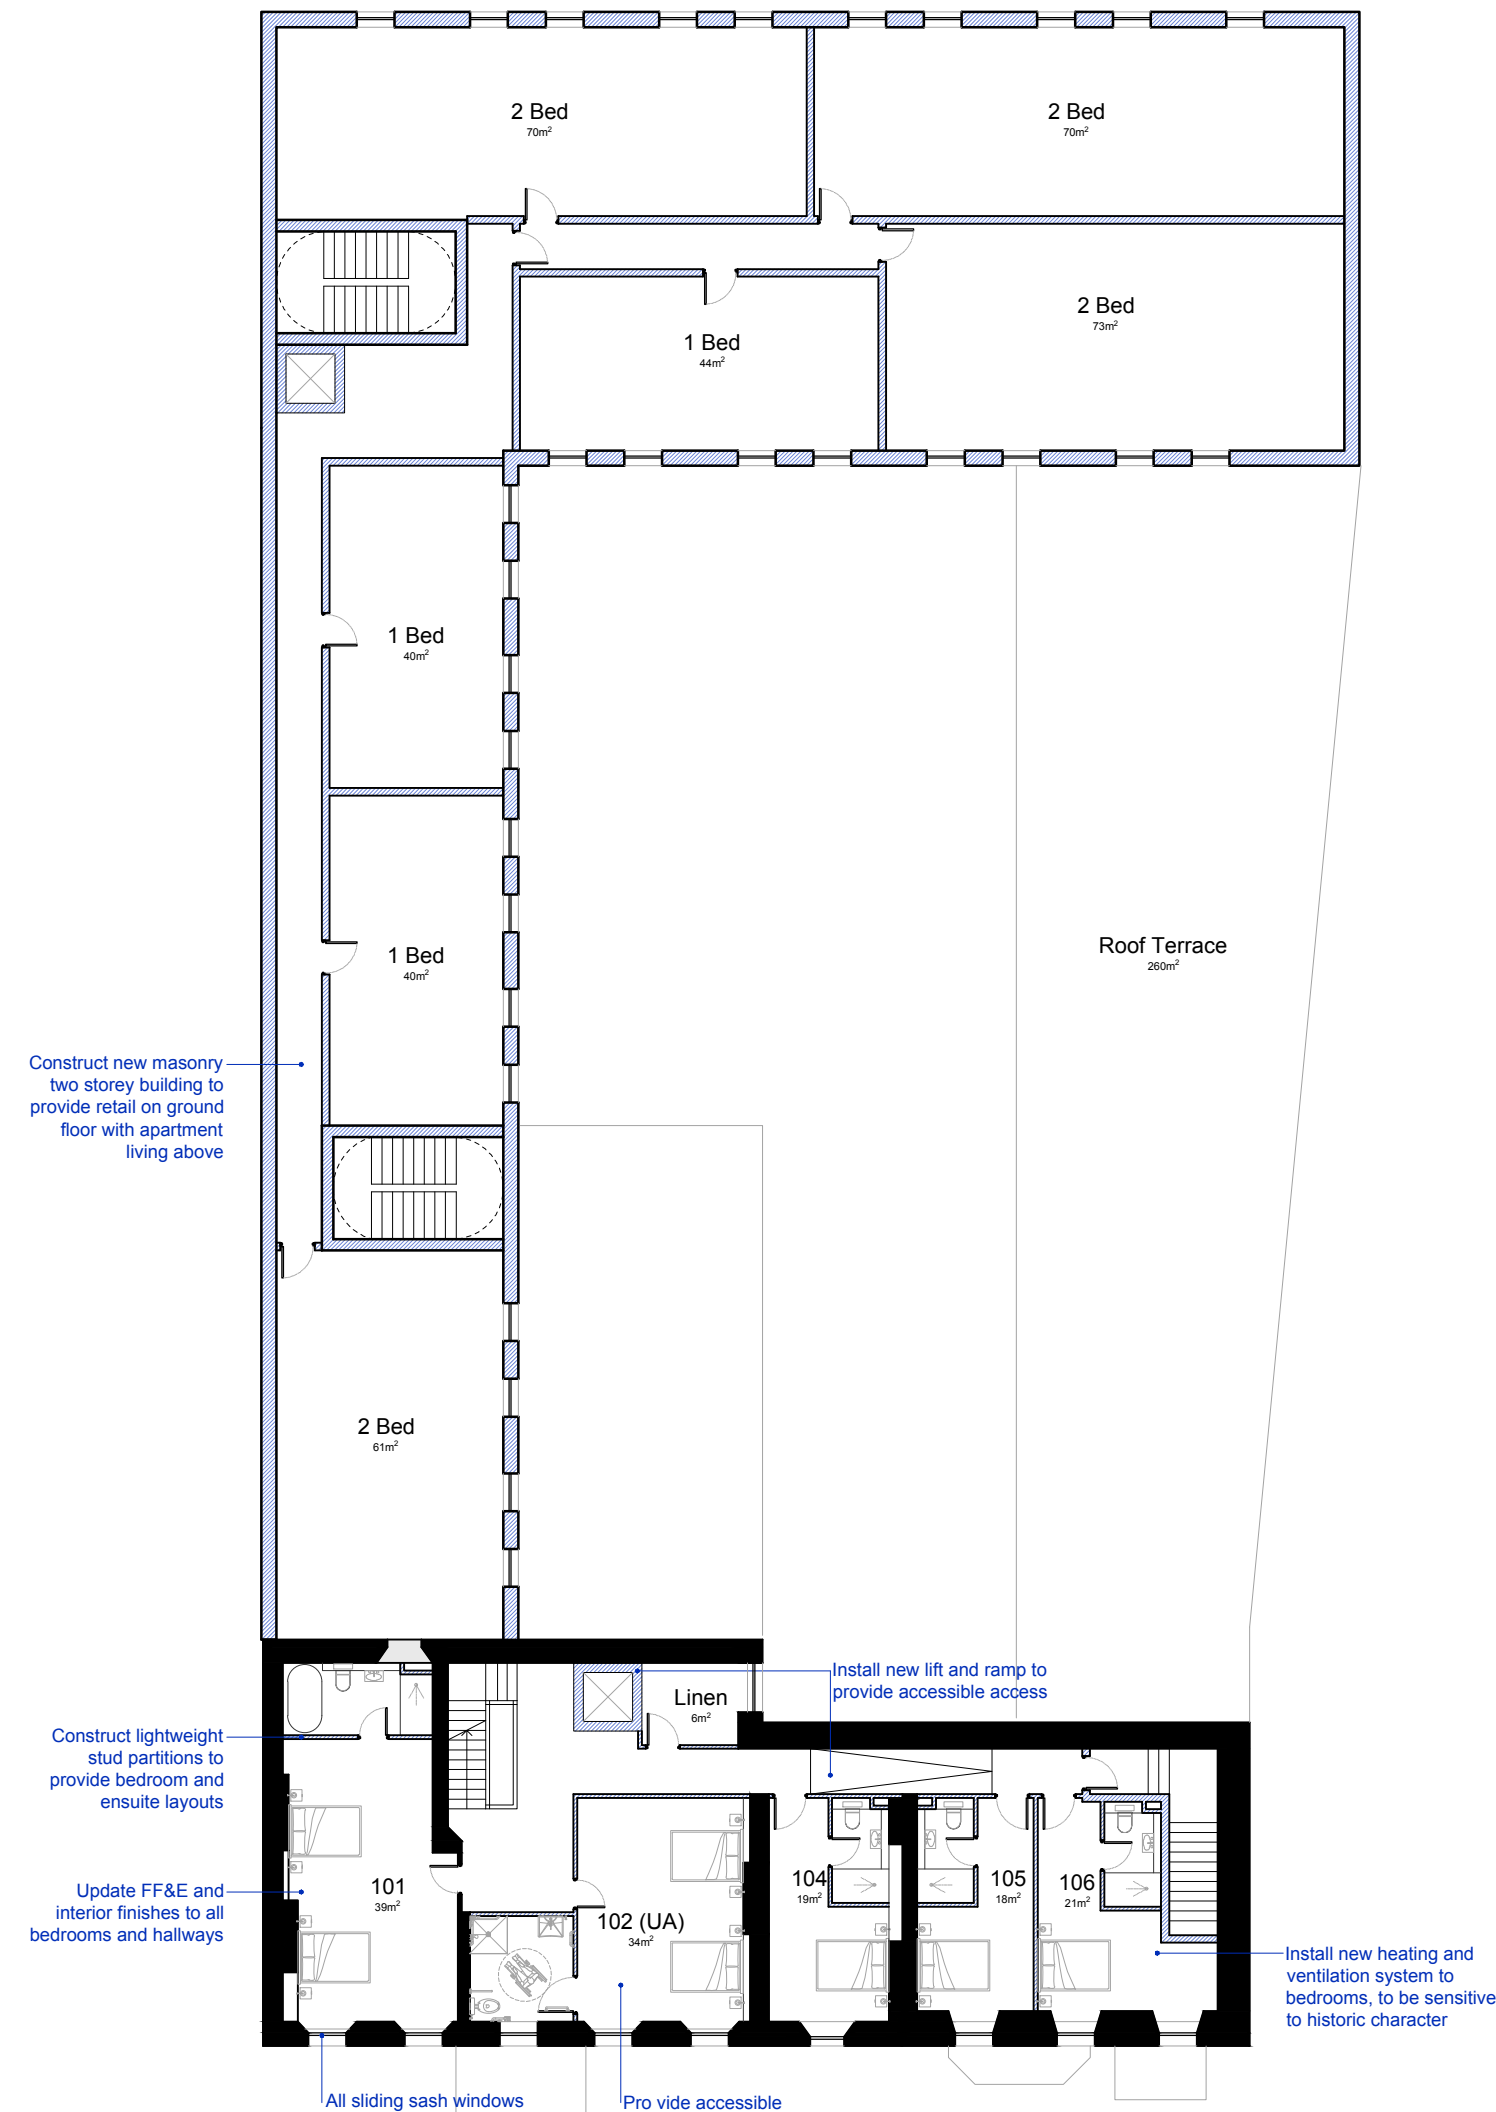 2 Bed
70m²
2 Bed
70m²
2 Bed
73m²
1 Bed
44m²
1 Bed
40m²
1 Bed
40m²
Roof Terrace
260m²
Construct new masonry
two storey building to
provide retail on ground
floor with apartment
living above
2 Bed
61m²
Install new lift and ramp to
provide accessible access
Linen
6m²
Construct lightweight
stud partitions to
provide bedroom and
ensuite layouts
Update FF&E and
interior finishes to all
bedrooms and hallways
101
39m²
102 (UA)
34m²
104
19m²
105
18m²
106
21m²
Install new heating and
ventilation system to
bedrooms, to be sensitive
to historic character
All sliding sash windows
Pro vide accessible